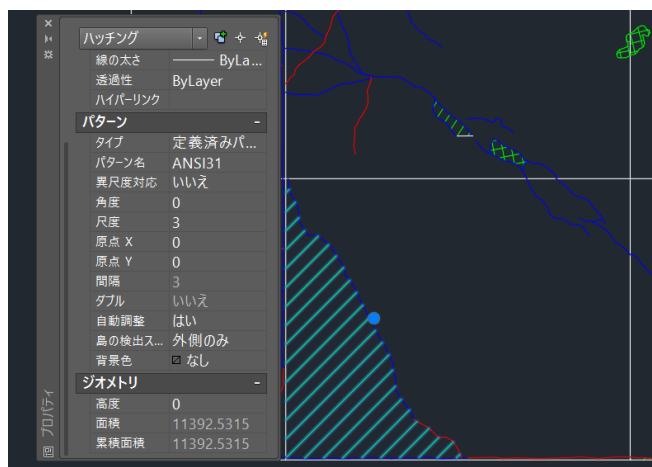 ハッチング
線の太さ ByLa...
透過性 ByLayer
ハイパーリンク
パターン -
タイプ 定義済みパ...
パターン名 ANSI31
異尺度対応 いいえ
角度 0
尺度 3
原点 X 0
原点 Y 0
間隔 3
ダブル いいえ
自動調整 はい
島の検出ス... 外側のみ
背景色 なし
ジオメトリ -
高度 0
面積 11392.5315
累積面積 11392.5315
プロパティ